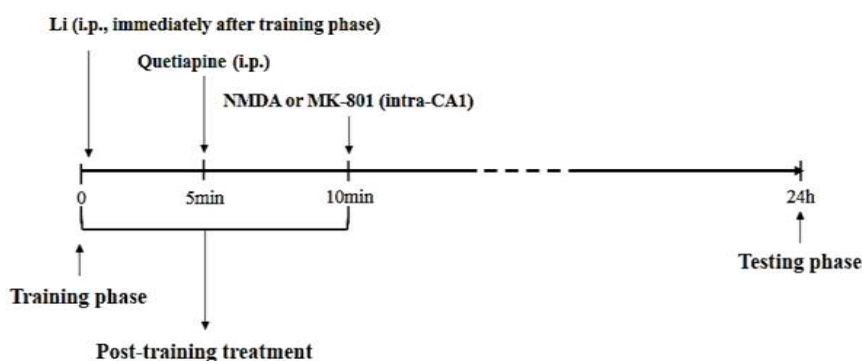 Li (i.p., immediately after training phase)
Quetiapine (i.p.)
NMDA or MK-801 (intra-CA1)
0
5min
10min
24h
Training phase
Testing phase
Post-training treatment